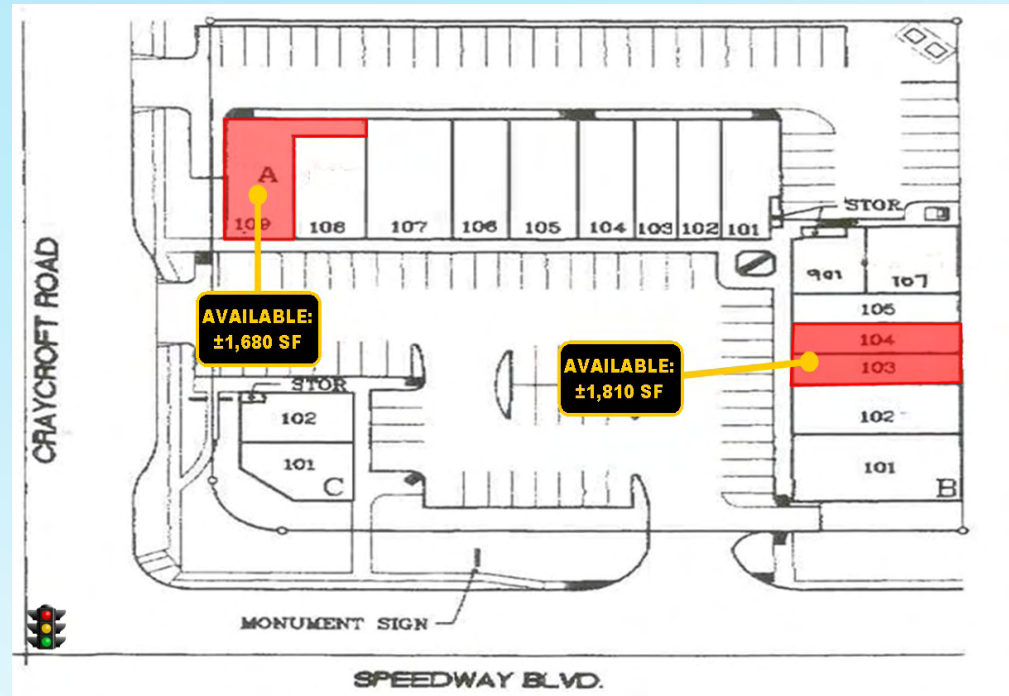 A
109
108
107
106
105
104
103
102
101
STOR
107
105
104
103
102
101
B
AVAILABLE:
±1,680 SF
AVAILABLE:
±1,810 SF
STOR
102
101
C
MONUMENT SIGN
CRAYCROFT ROAD
SPEEDWAY BLVD.